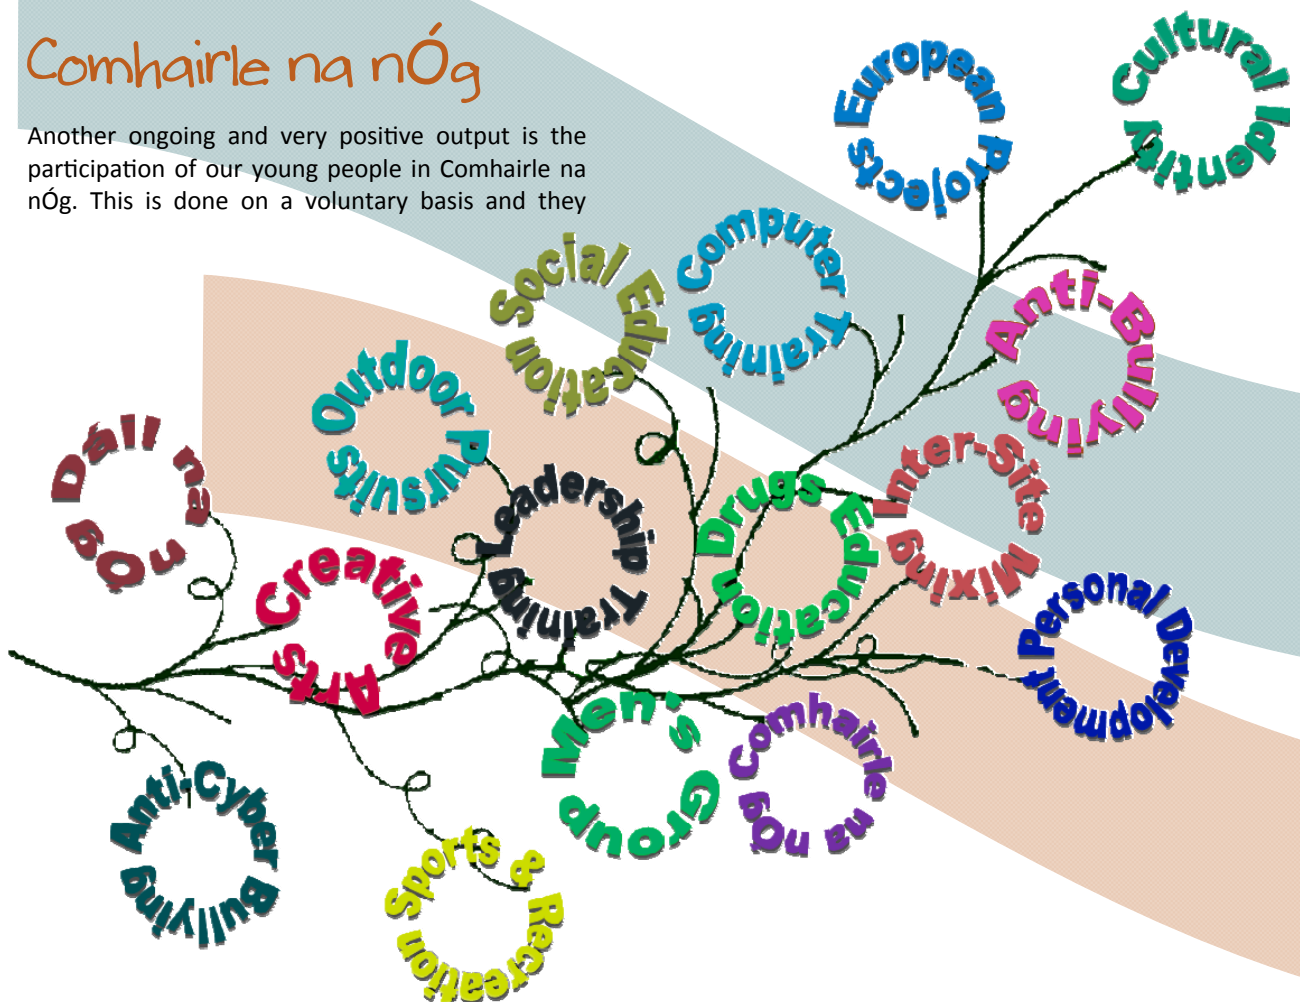 Comhairle na nÓg
Another ongoing and very positive output is the
participation of our young people in Comhairle na
nÓg. This is done on a voluntary basis and they
European Projects
Cultural Identity
Computer Training
Social Education
Anti-Bullying
Outdoor Pursuits
Dáil na nÓg
Leadership Training
Drugs Education
Inter-Site Mixing
Creative Arts
Personal Development
Men's Group
Comhairle na nÓg
Anti-Cyber Bullying
Sports & Recreation